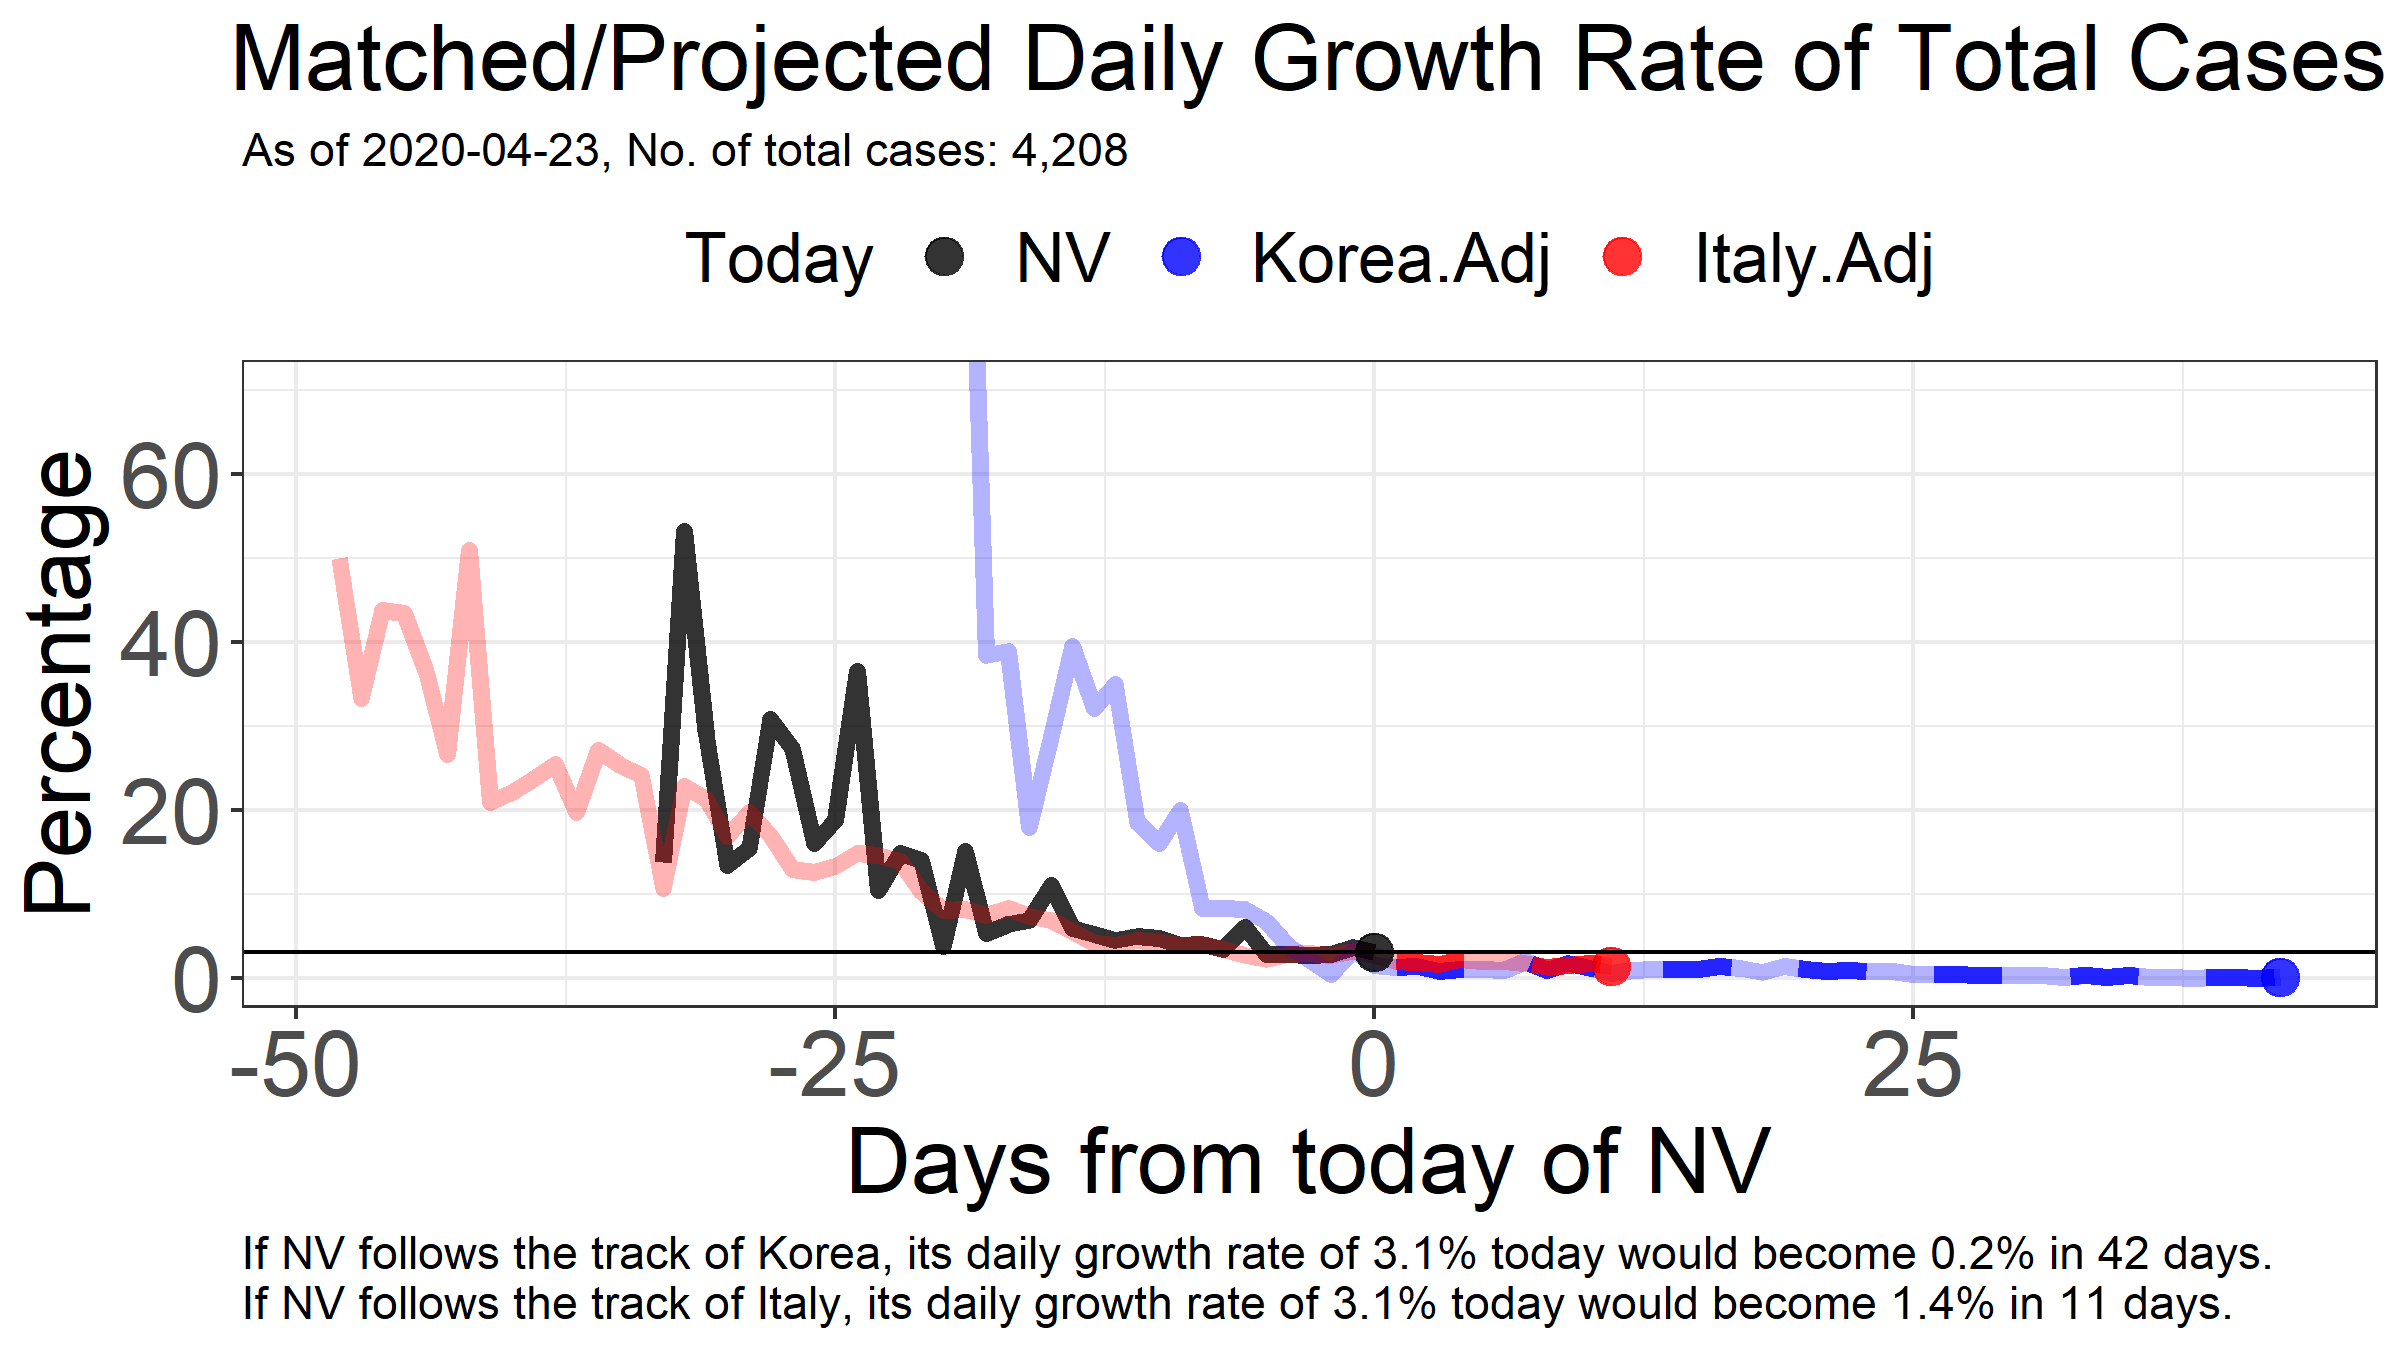 Matched/Projected Daily Growth Rate of Total Cases
As of 2020-04-23, No. of total cases: 4,208
Today NV Korea.Adj Italy.Adj
Percentage
60
40
20
0
-50 -25 0 25
Days from today of NV
If NV follows the track of Korea, its daily growth rate of 3.1% today would become 0.2% in 42 days.
If NV follows the track of Italy, its daily growth rate of 3.1% today would become 1.4% in 11 days.